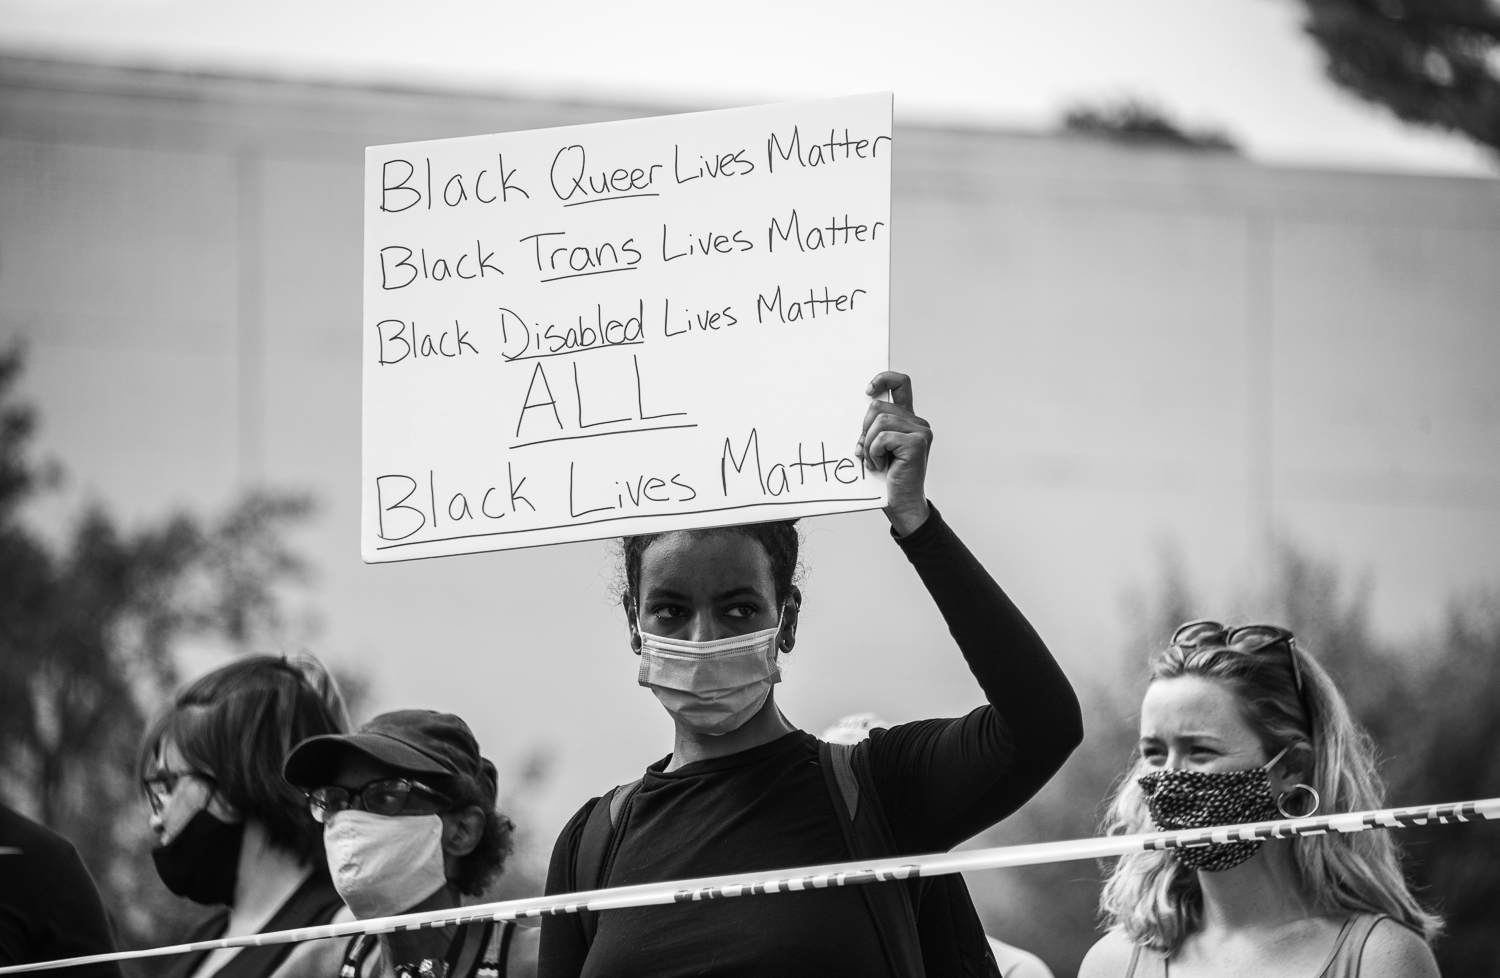 Black Queer Lives Matter
Black Trans Lives Matter
Black Disabled Lives Matter
ALL
Black Lives Matter